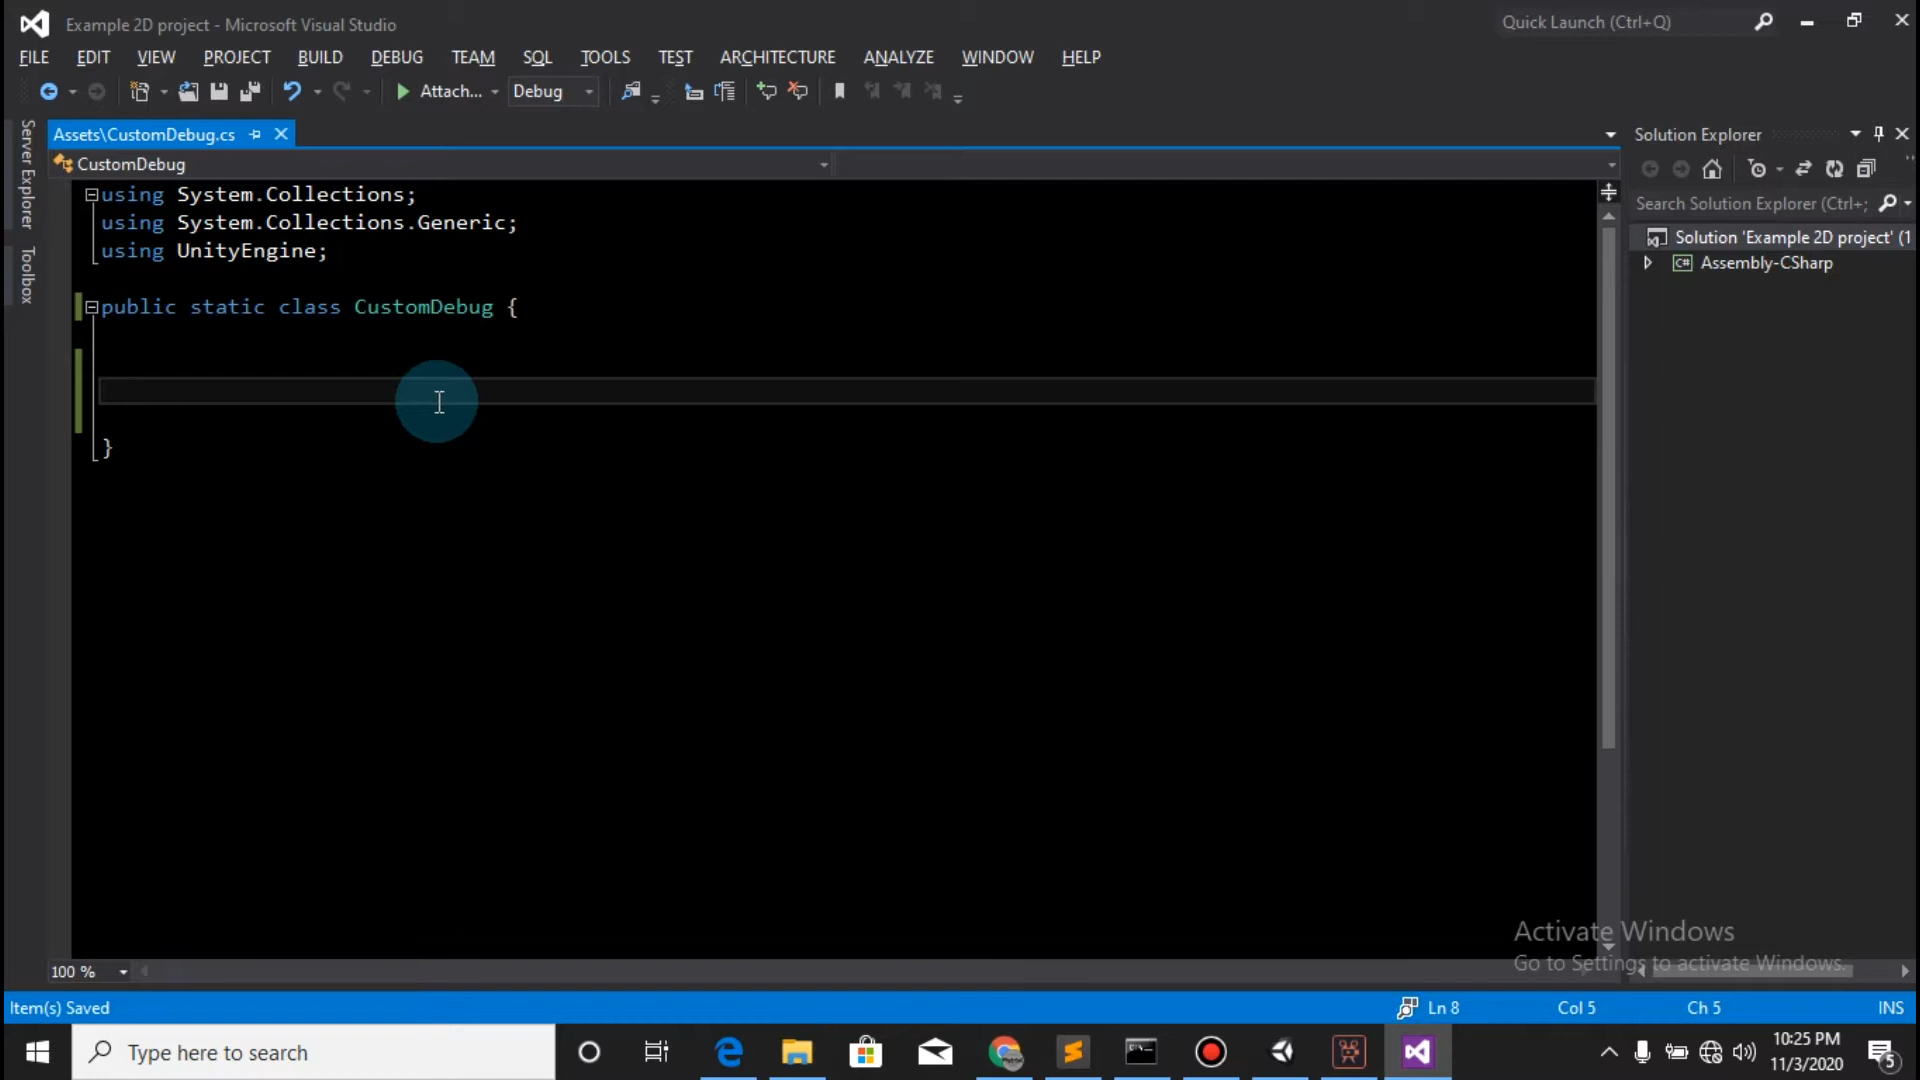 Example 2D project - Microsoft Visual Studio
Quick Launch (Ctrl+Q)
FILE EDIT VIEW PROJECT BUILD DEBUG TEAM SQL TOOLS TEST ARCHITECTURE ANALYZE WINDOW HELP
Attach... Debug
Server Explorer
Toolbox
Assets\CustomDebug.cs
CustomDebug
using System.Collections;
using System.Collections.Generic;
using UnityEngine;
public static class CustomDebug {
}
Solution Explorer
Search Solution Explorer (Ctrl+;
Solution 'Example 2D project' (1
C# Assembly-CSharp
Activate Windows
Go to Settings to activate Windows.
100 %
Item(s) Saved
Ln 8 Col 5 Ch 5 INS
Type here to search
10:25 PM
11/3/2020
5